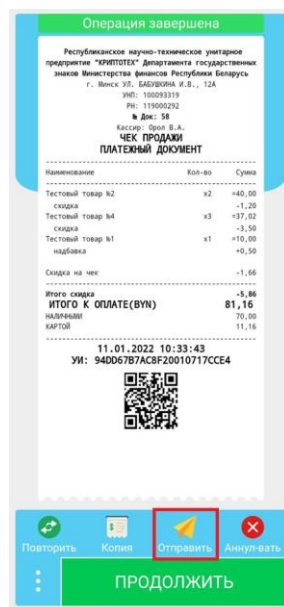 Операция завершена
Республиканское научно-техническое унитарное
предприятие "КРИПТОТЕХ" Департамента государственных
знаков Министерства финансов Республики Беларусь
г. Минск УЛ. БАБУШКИНА И.В., 12А
УНП: 100093319
РН: 119000292
№ Док: 58
Кассир: Орол В.А.
ЧЕК ПРОДАЖИ
ПЛАТЕЖНЫЙ ДОКУМЕНТ
Наименование Кол-во Сумма
Тестовый товар №2 x2 =40,00
скидка -1,20
Тестовый товар №4 x3 =37,02
скидка -3,50
Тестовый товар №1 x1 =10,00
надбавка +0,50
Скидка на чек -1,66
Итого скидка -5,86
ИТОГО К ОПЛАТЕ(BYN) 81,16
НАЛИЧНЫМИ 70,00
КАРТОЙ 11,16
11.01.2022 10:33:43
УИ: 94DD67B7AC8F20010717CCE4
Повторить Копия Отправить Аннул-вать
ПРОДОЛЖИТЬ